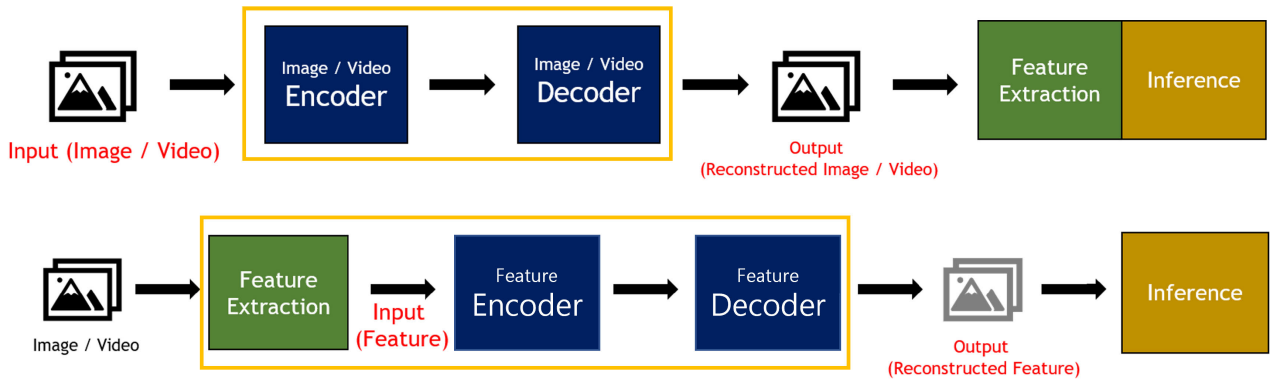 Image / Video
Encoder
Image / Video
Decoder
Feature
Extraction
Inference
Input (Image / Video)
Output
(Reconstructed Image / Video)
Feature
Extraction
Input
(Feature)
Feature
Encoder
Feature
Decoder
Inference
Image / Video
Output
(Reconstructed Feature)